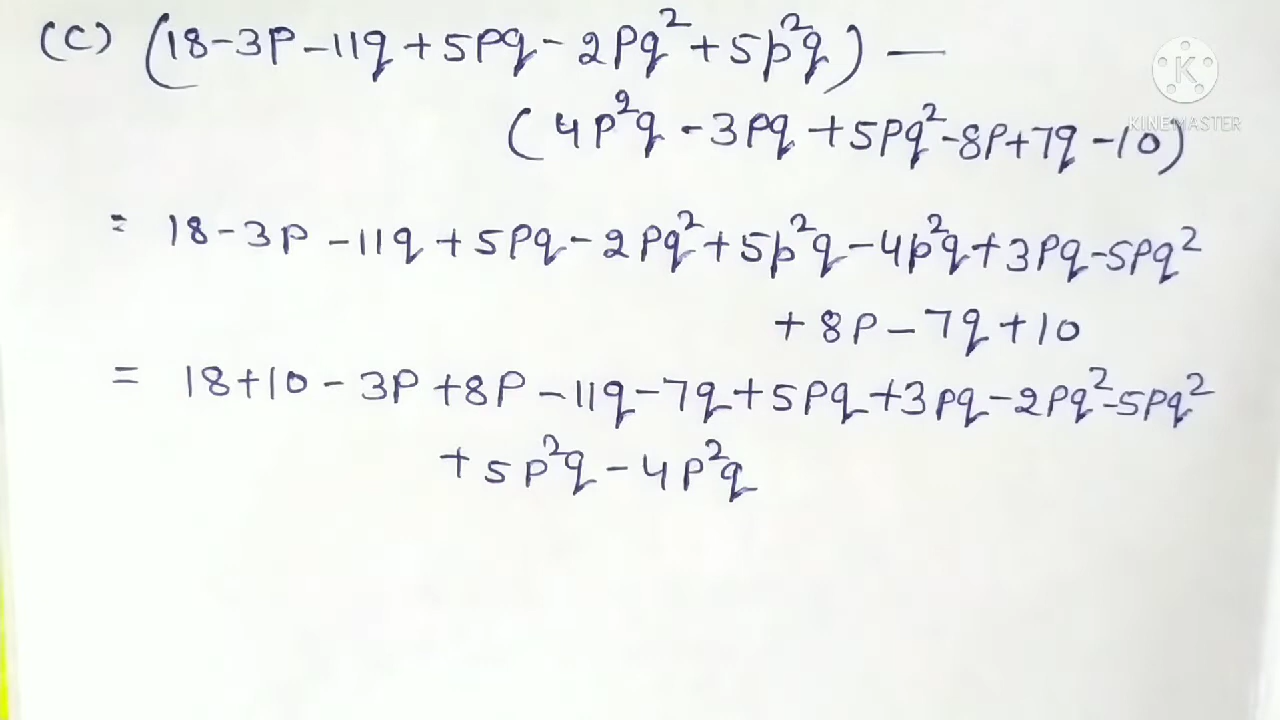 (C) (18-3p-11q+5pq-2pq²+5p²q) —
(4p²q-3pq+5pq²-8p+7q-10)
= 18-3p-11q+5pq-2pq²+5p²q-4p²q+3pq-5pq²
+8p-7q+10
= 18+10-3p+8p-11q-7q+5pq+3pq-2pq²-5pq²
+5p²q-4p²q
K
KINEMASTER